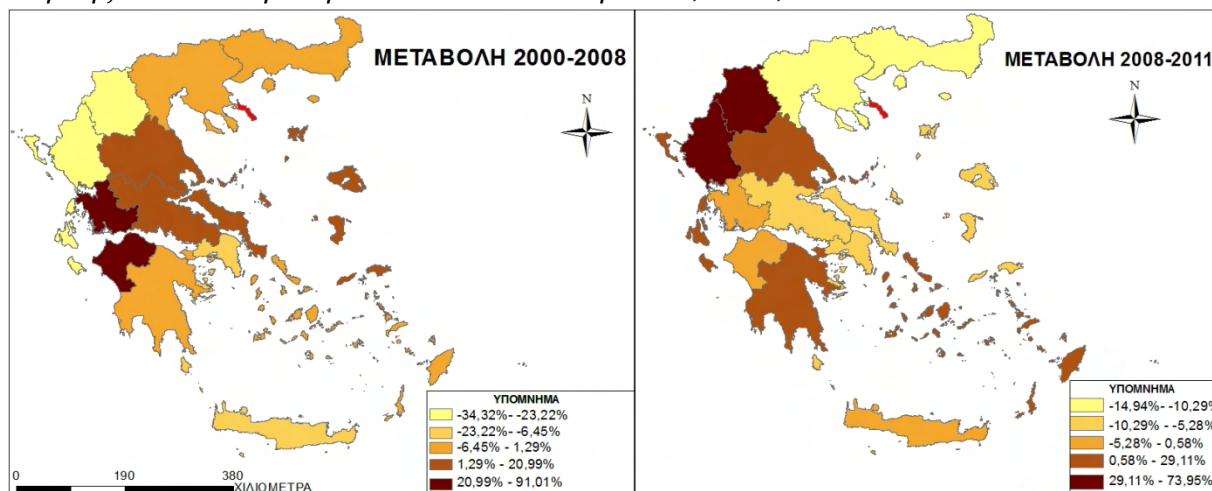 ΜΕΤΑΒΟΛΗ 2000-2008
N
ΥΠΟΜΝΗΜΑ
-34,32%- -23,22%
-23,22% - -6,45%
-6,45% - 1,29%
1,29% - 20,99%
20,99% - 91,01%
0 190 380
ΧΙΛΙΟΜΕΤΡΑ
ΜΕΤΑΒΟΛΗ 2008-2011
N
ΥΠΟΜΝΗΜΑ
-14,94%- -10,29%
-10,29% - -5,28%
-5,28% - 0,58%
0,58% - 29,11%
29,11% - 73,95%